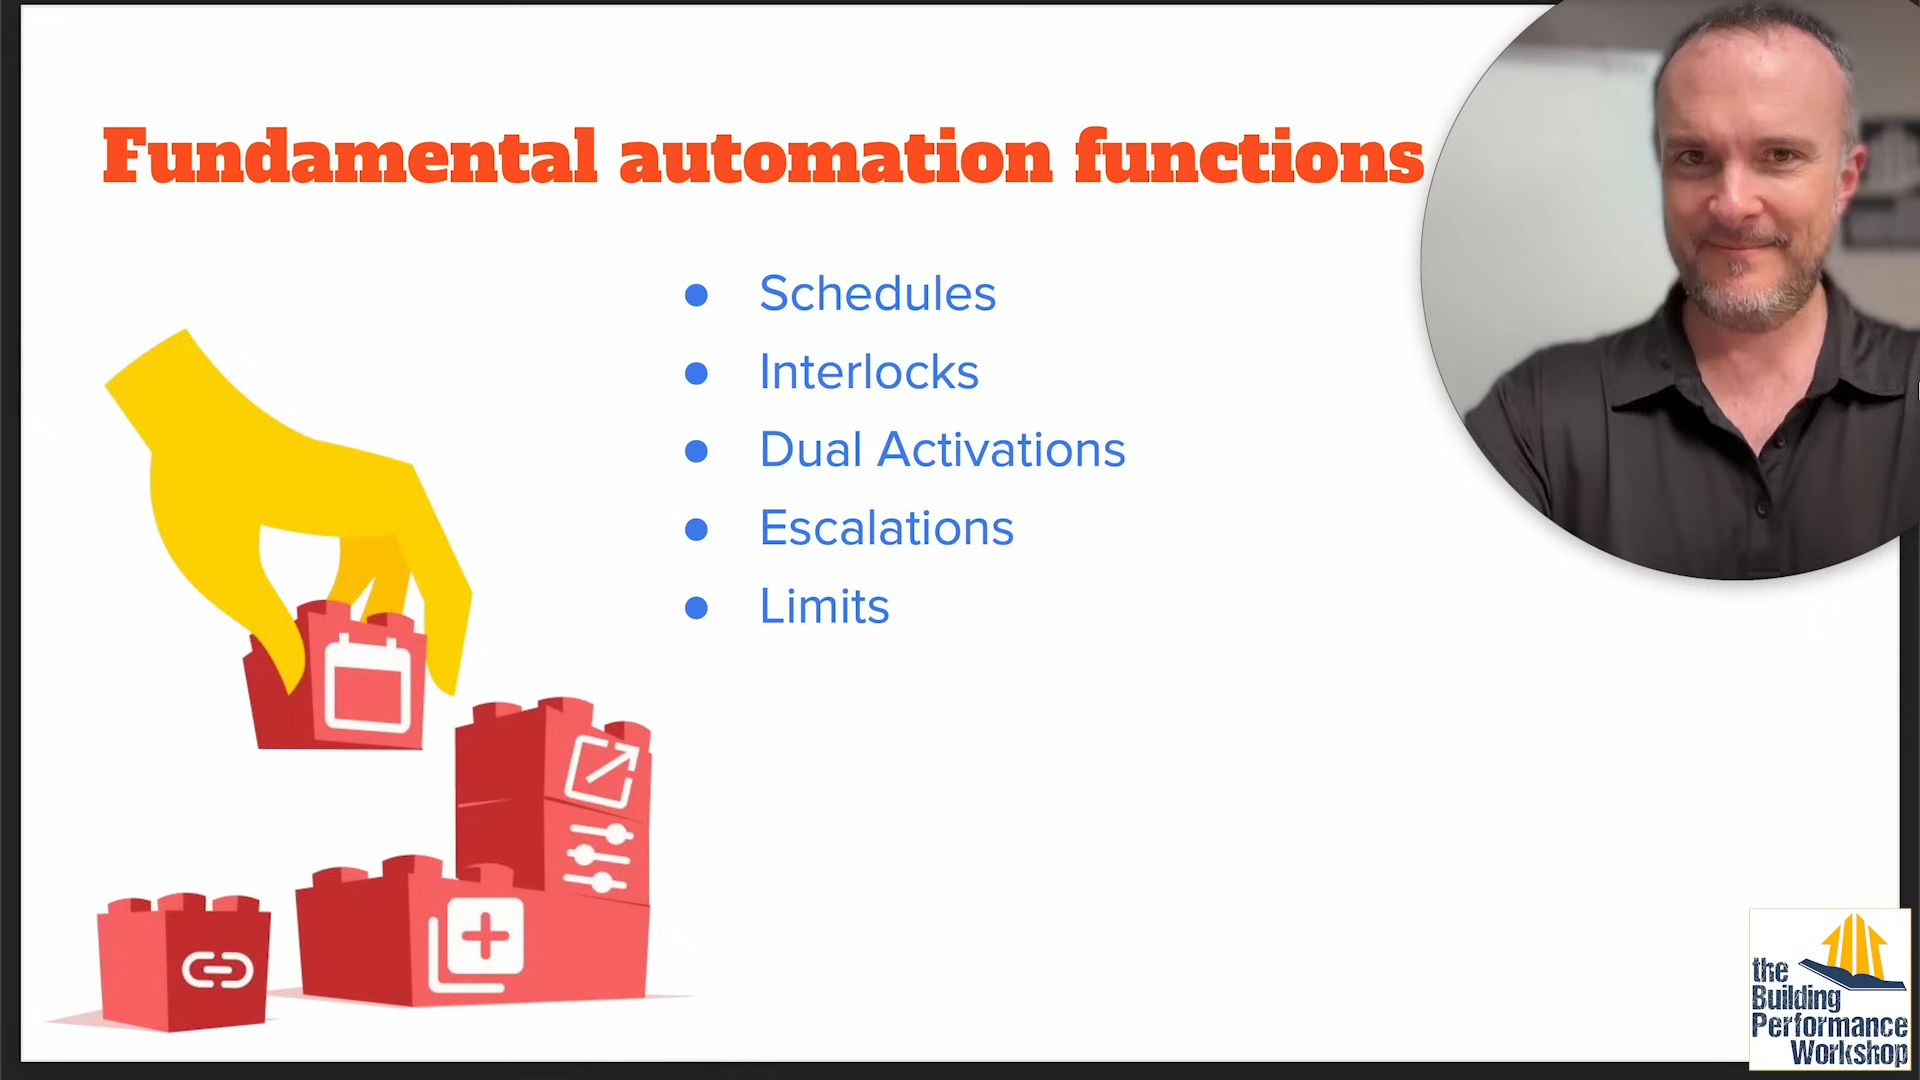 Fundamental automation functions
Schedules
Interlocks
Dual Activations
Escalations
Limits
the
Building
Performance
Workshop